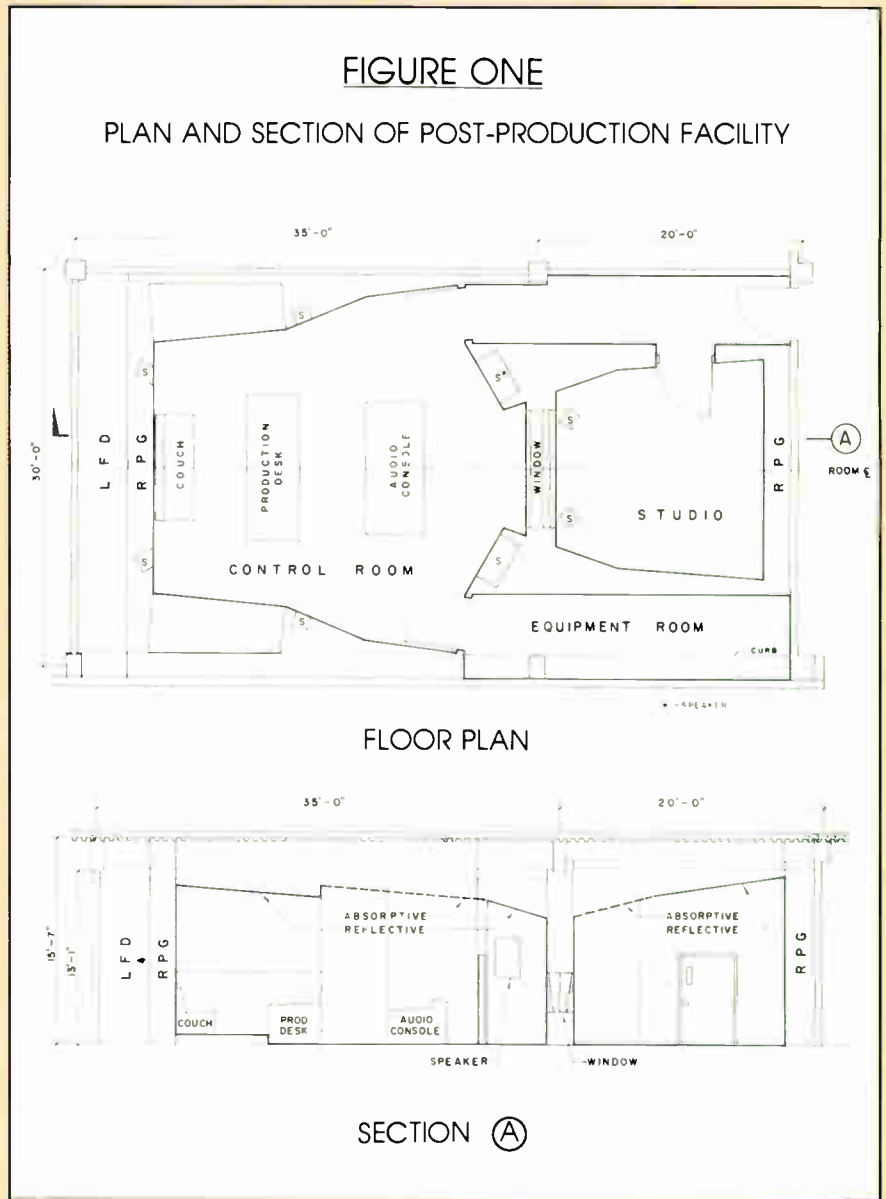 FIGURE ONE
PLAN AND SECTION OF POST-PRODUCTION FACILITY
35'-0"
20'-0"
30'-0"
S
S
S
S
S
S
S
S
L F D
R P G
COUCH
PRODUCTION
DESK
AUDIO
CONSOLE
WINDOW
STUDIO
R P G
A
ROOM ℄
CONTROL ROOM
EQUIPMENT ROOM
CURB
-SPEAKER
FLOOR PLAN
35'-0"
20'-0"
15'-7"
13'-1"
L F D
R P G
ABSORPTIVE
REFLECTIVE
ABSORPTIVE
REFLECTIVE
R P G
COUCH
PROD
DESK
AUDIO
CONSOLE
SPEAKER
WINDOW
SECTION A